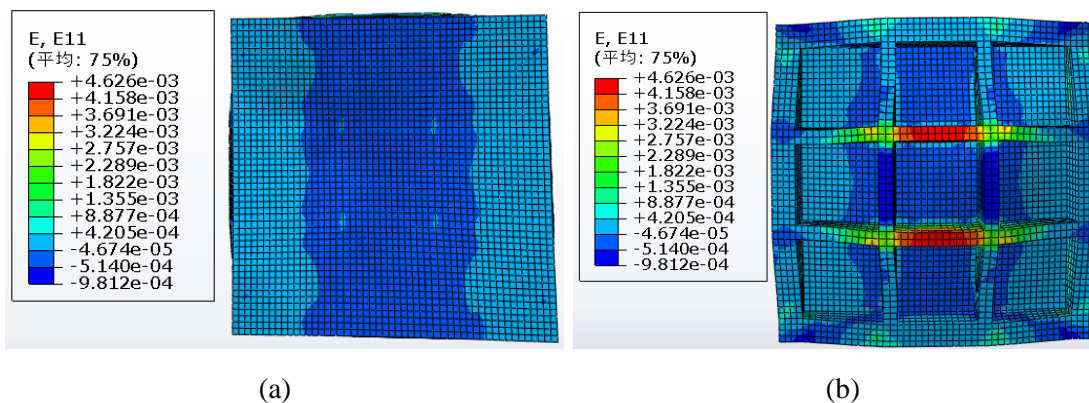 E, E11
(平均: 75%)
+4.626e-03
+4.158e-03
+3.691e-03
+3.224e-03
+2.757e-03
+2.289e-03
+1.822e-03
+1.355e-03
+8.877e-04
+4.205e-04
-4.674e-05
-5.140e-04
-9.812e-04
E, E11
(平均: 75%)
+4.626e-03
+4.158e-03
+3.691e-03
+3.224e-03
+2.757e-03
+2.289e-03
+1.822e-03
+1.355e-03
+8.877e-04
+4.205e-04
-4.674e-05
-5.140e-04
-9.812e-04
(a)
(b)